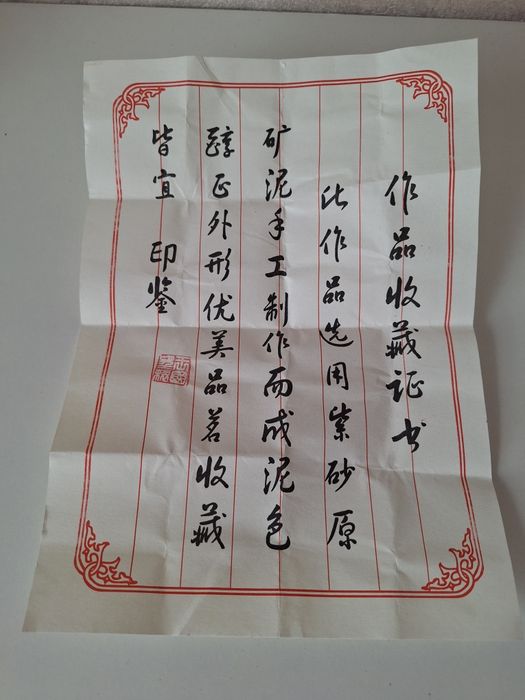 作品收藏证书
此作品选用紫砂原
矿泥手工制作而成泥色
醇正外形优美品茗收藏
皆宜 印鉴